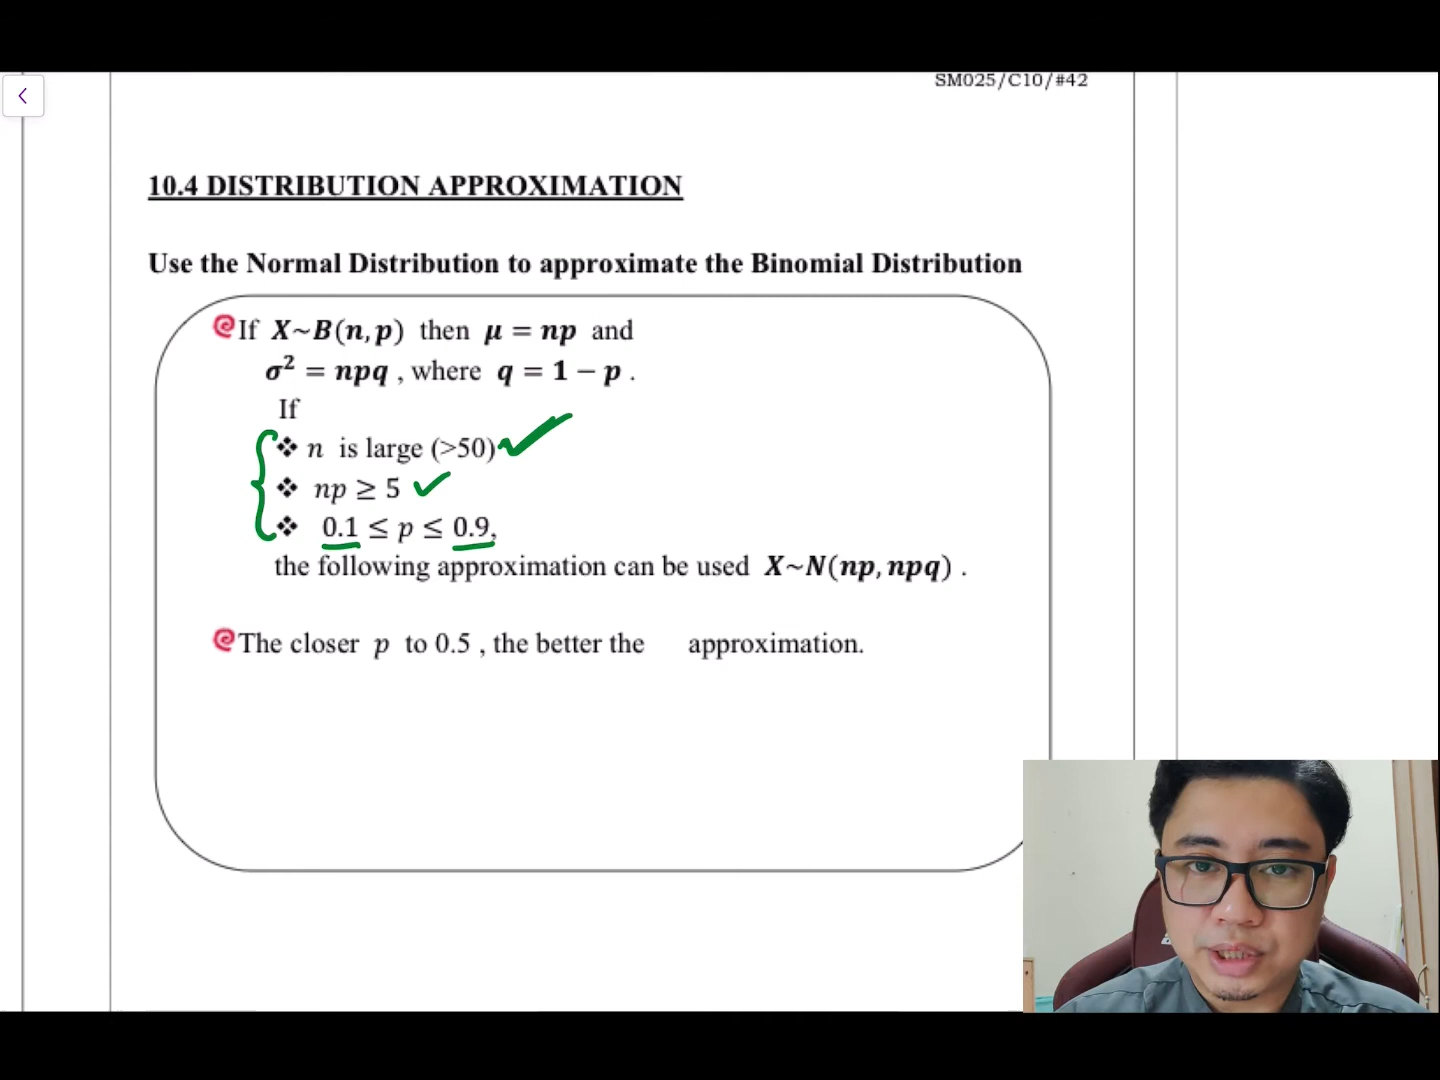 SM025/C10/#42
10.4 DISTRIBUTION APPROXIMATION
Use the Normal Distribution to approximate the Binomial Distribution
If X~B(n,p) then μ = np and
σ² = npq , where q = 1 − p .
If
❖ n is large (>50)
❖ np ≥ 5
❖ 0.1 ≤ p ≤ 0.9,
the following approximation can be used X~N(np, npq) .
The closer p to 0.5 , the better the approximation.